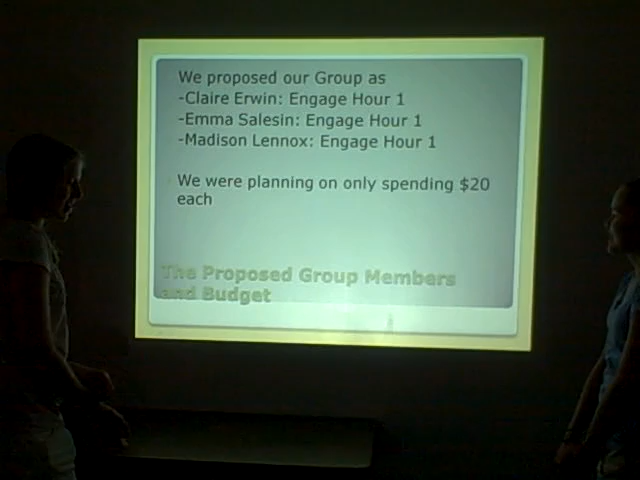 We proposed our Group as
-Claire Erwin: Engage Hour 1
-Emma Salesin: Engage Hour 1
-Madison Lennox: Engage Hour 1
We were planning on only spending $20
each
The Proposed Group Members
and Budget